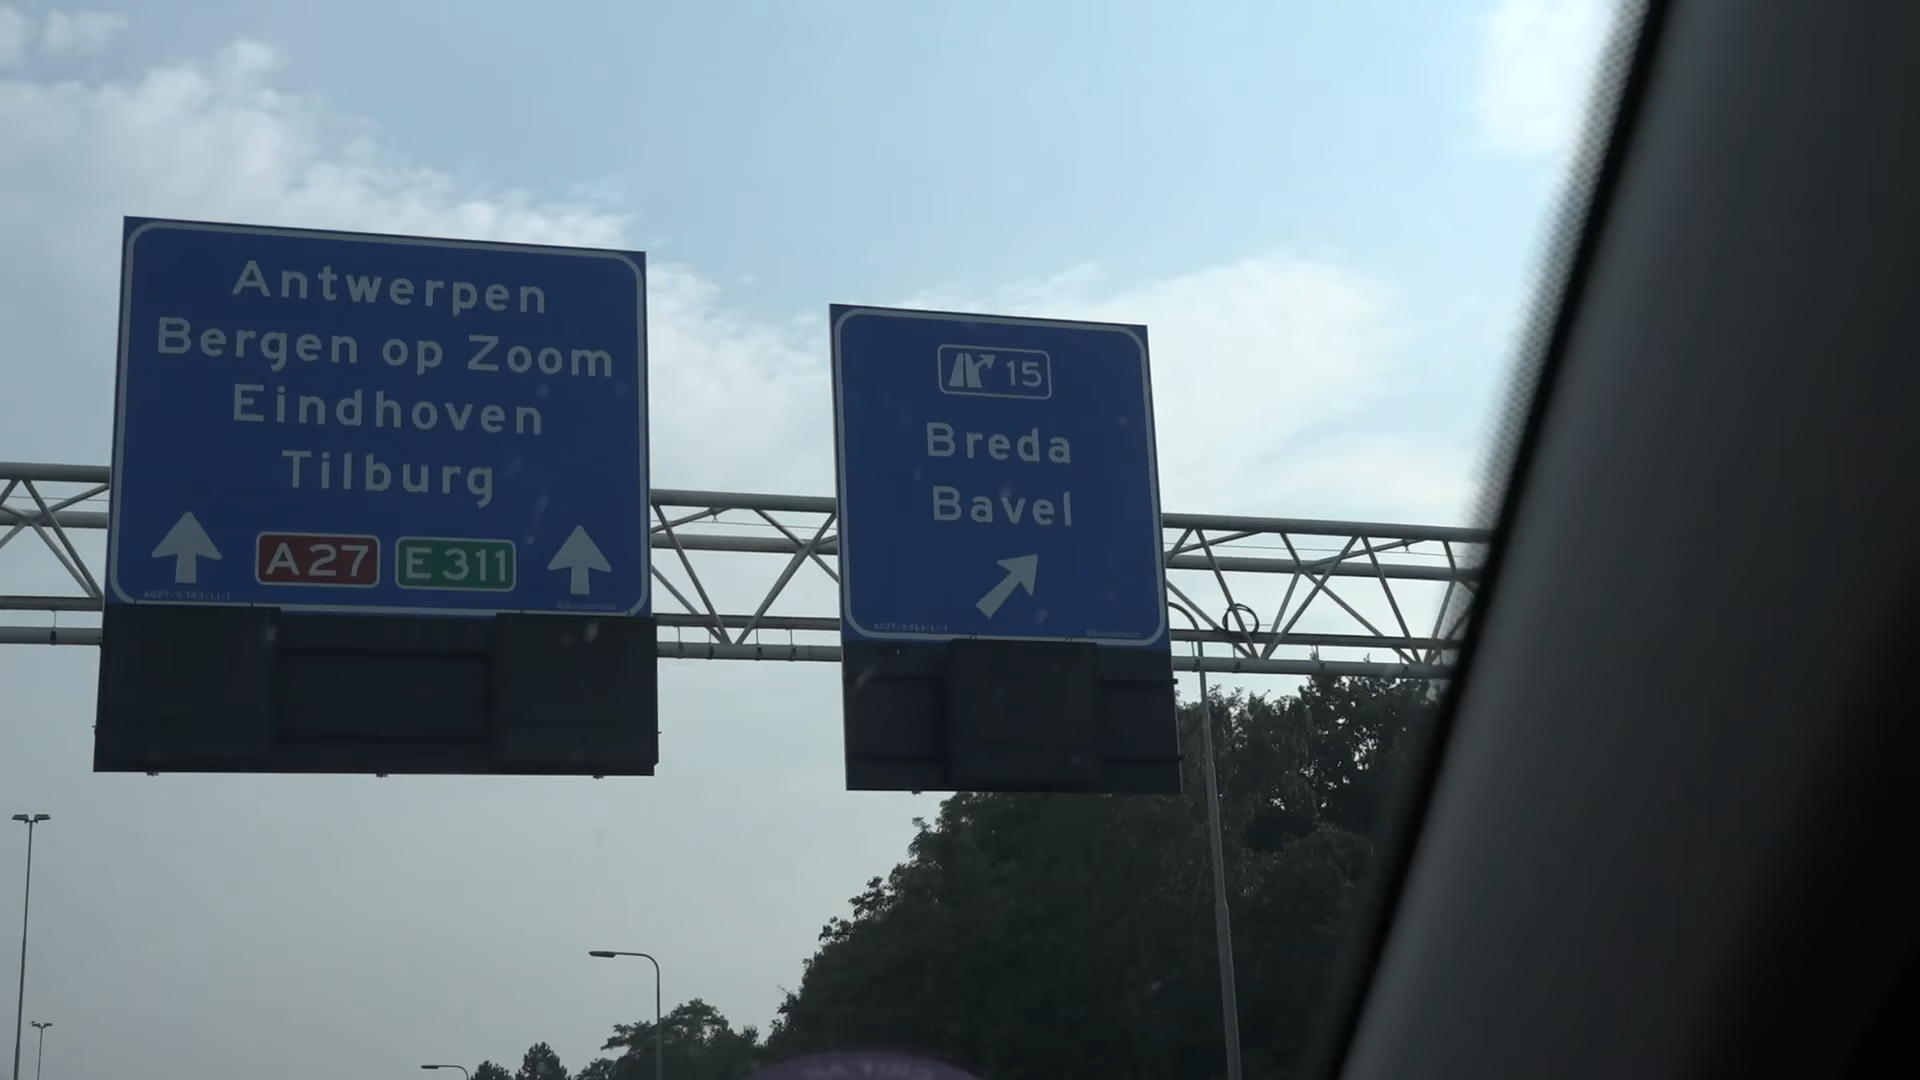 Antwerpen
Bergen op Zoom
Eindhoven
Tilburg
A27 E311
15
Breda
Bavel